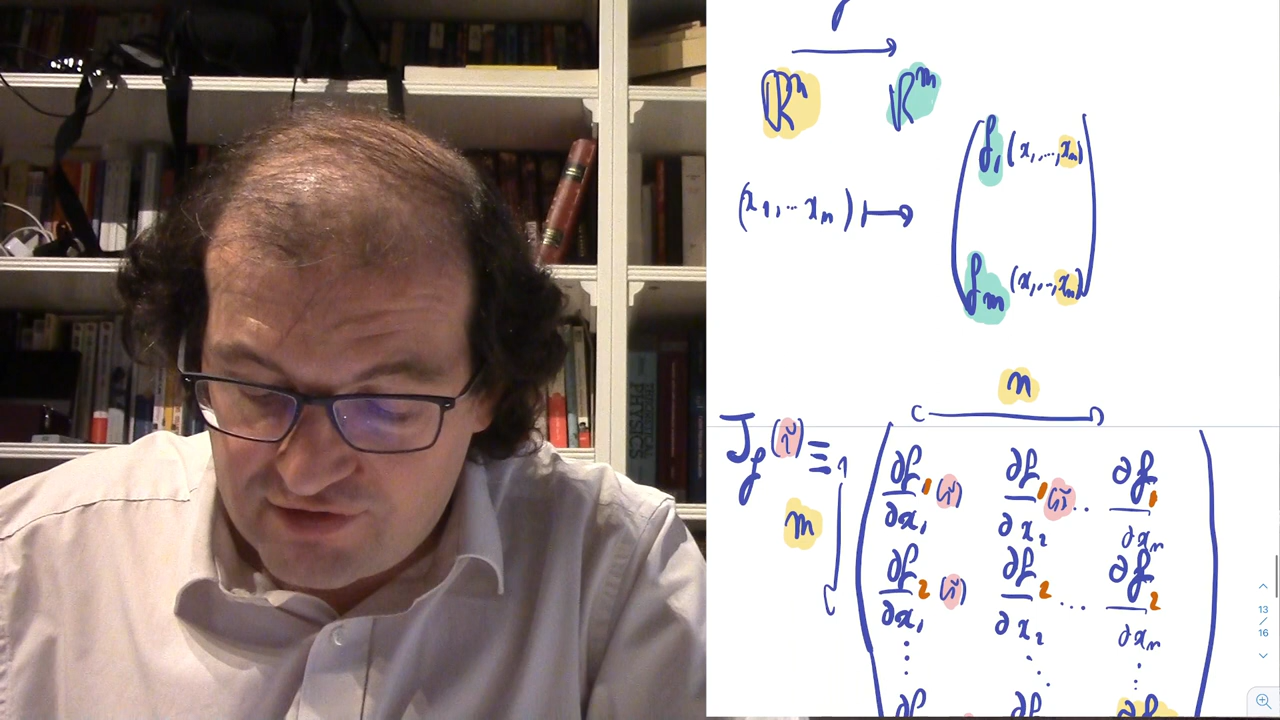 f
ℝⁿ → ℝᵐ
(x₁,…xₙ) ↦
f₁(x₁,…,xₙ)
fₘ(x₁,…,xₙ)
n
J_f ≡
m
∂f₁/∂x₁ ∂f₁/∂x₂ … ∂f₁/∂xₙ
∂f₂/∂x₁ ∂f₂/∂x₂ … ∂f₂/∂xₙ
⋮ ⋱ ⋮
∂f ∂f ∂f
13
/
16
PHYSICS